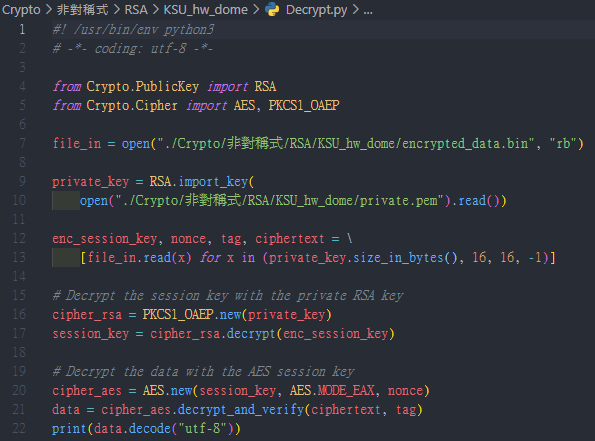 Crypto > 非對稱式 > RSA > KSU_hw_dome > Decrypt.py > ...
1 #! /usr/bin/env python3
2 # -*- coding: utf-8 -*-
3
4 from Crypto.PublicKey import RSA
5 from Crypto.Cipher import AES, PKCS1_OAEP
6
7 file_in = open("./Crypto/非對稱式/RSA/KSU_hw_dome/encrypted_data.bin", "rb")
8
9 private_key = RSA.import_key(
10     open("./Crypto/非對稱式/RSA/KSU_hw_dome/private.pem").read())
11
12 enc_session_key, nonce, tag, ciphertext = \
13     [file_in.read(x) for x in (private_key.size_in_bytes(), 16, 16, -1)]
14
15 # Decrypt the session key with the private RSA key
16 cipher_rsa = PKCS1_OAEP.new(private_key)
17 session_key = cipher_rsa.decrypt(enc_session_key)
18
19 # Decrypt the data with the AES session key
20 cipher_aes = AES.new(session_key, AES.MODE_EAX, nonce)
21 data = cipher_aes.decrypt_and_verify(ciphertext, tag)
22 print(data.decode("utf-8"))